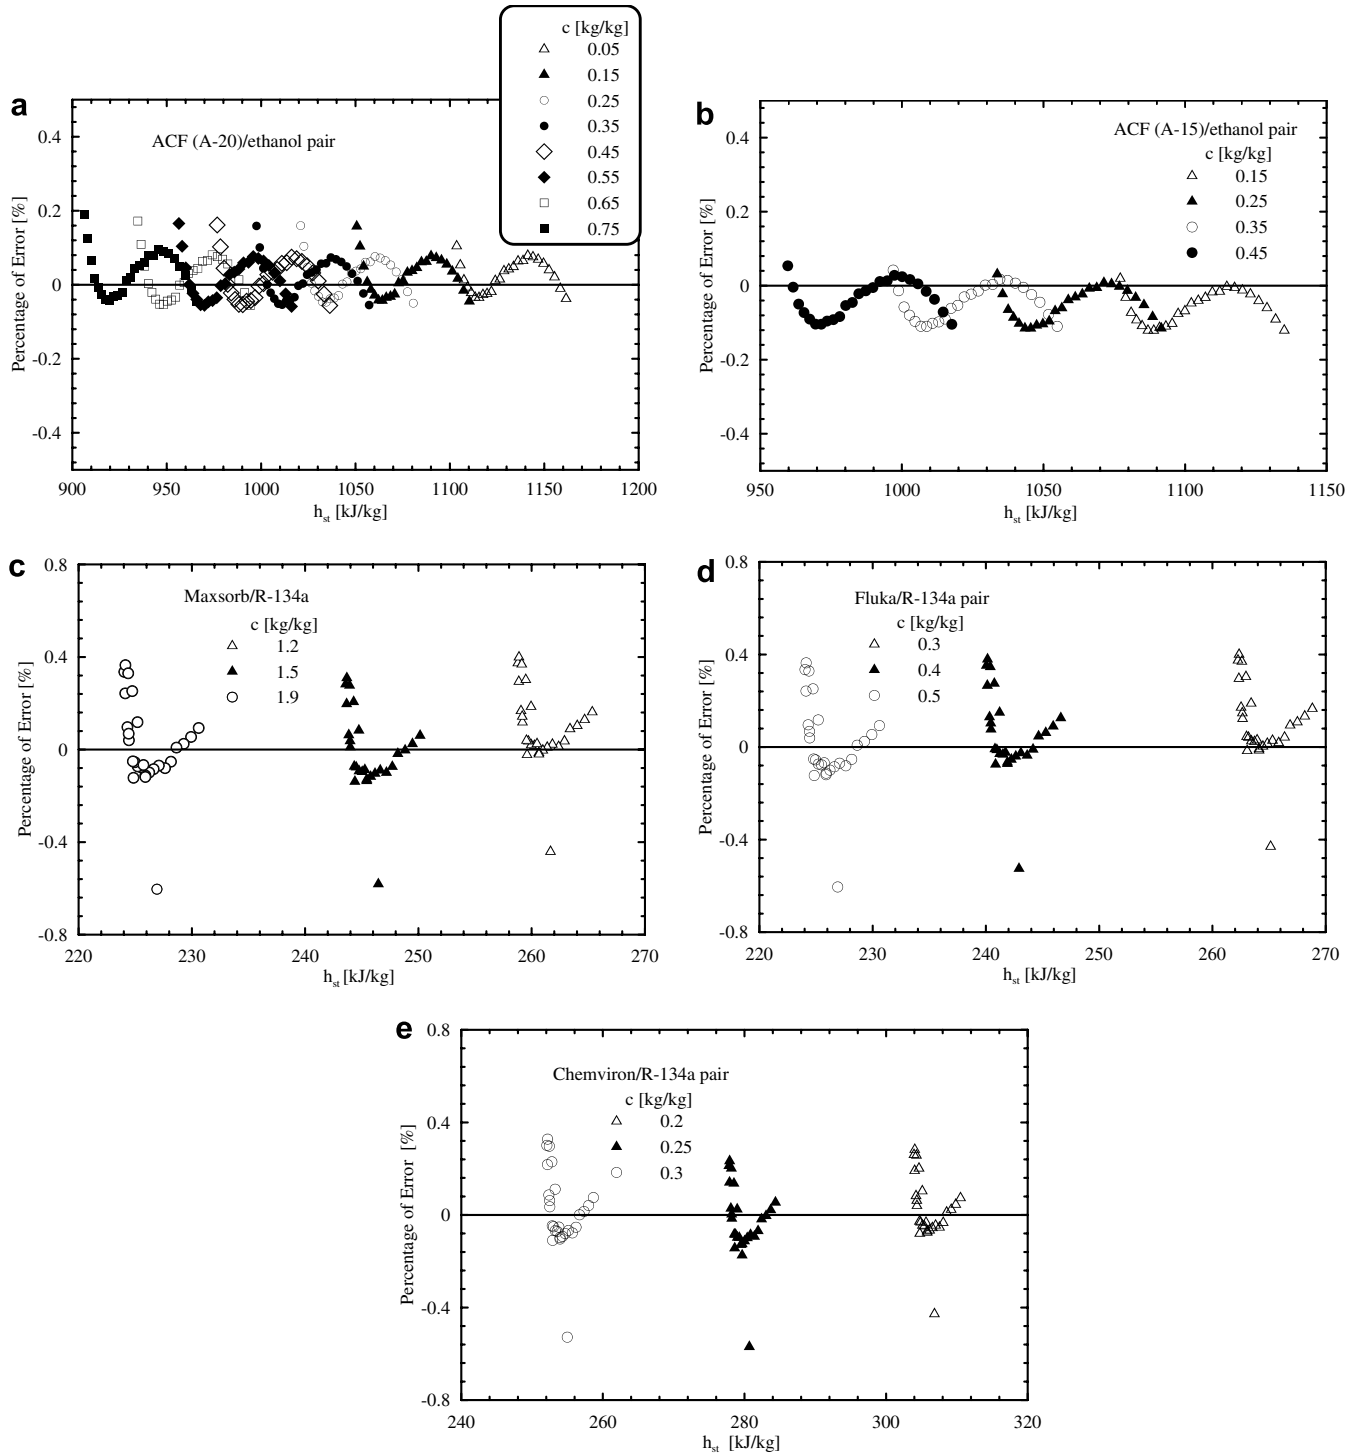 c [kg/kg]
0.05
0.15
0.25
0.35
0.45
0.55
0.65
0.75
a
ACF (A-20)/ethanol pair
Percentage of Error [%]
0.4
0.2
0
-0.2
-0.4
900 950 1000 1050 1100 1150 1200
hst [kJ/kg]
b
ACF (A-15)/ethanol pair
c [kg/kg]
0.15
0.25
0.35
0.45
Percentage of Error [%]
0.4
0.2
0
-0.2
-0.4
950 1000 1050 1100 1150
hst [kJ/kg]
c
Maxsorb/R-134a
c [kg/kg]
1.2
1.5
1.9
Percentage of Error [%]
0.8
0.4
0
-0.4
-0.8
220 230 240 250 260 270
hst [kJ/kg]
d
Fluka/R-134a pair
c [kg/kg]
0.3
0.4
0.5
Percentage of Error [%]
0.8
0.4
0
-0.4
-0.8
220 230 240 250 260 270
hst [kJ/kg]
e
Chemviron/R-134a pair
c [kg/kg]
0.2
0.25
0.3
Percentage of Error [%]
0.8
0.4
0
-0.4
-0.8
240 260 280 300 320
hst [kJ/kg]